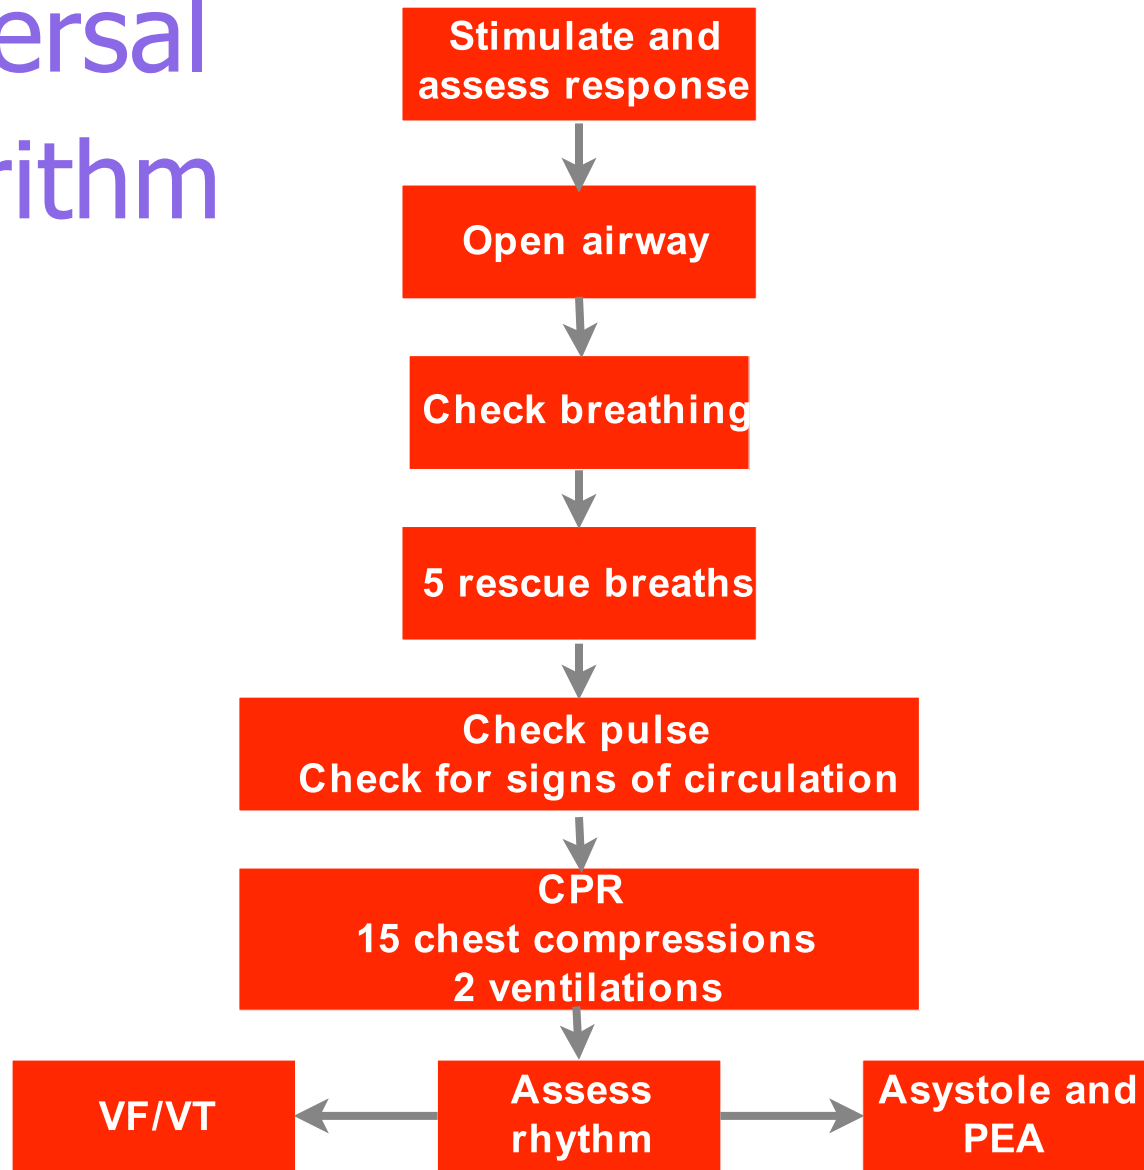 ersal
rithm
Stimulate and
assess response
Open airway
Check breathing
5 rescue breaths
Check pulse
Check for signs of circulation
CPR
15 chest compressions
2 ventilations
VF/VT
Assess
rhythm
Asystole and
PEA